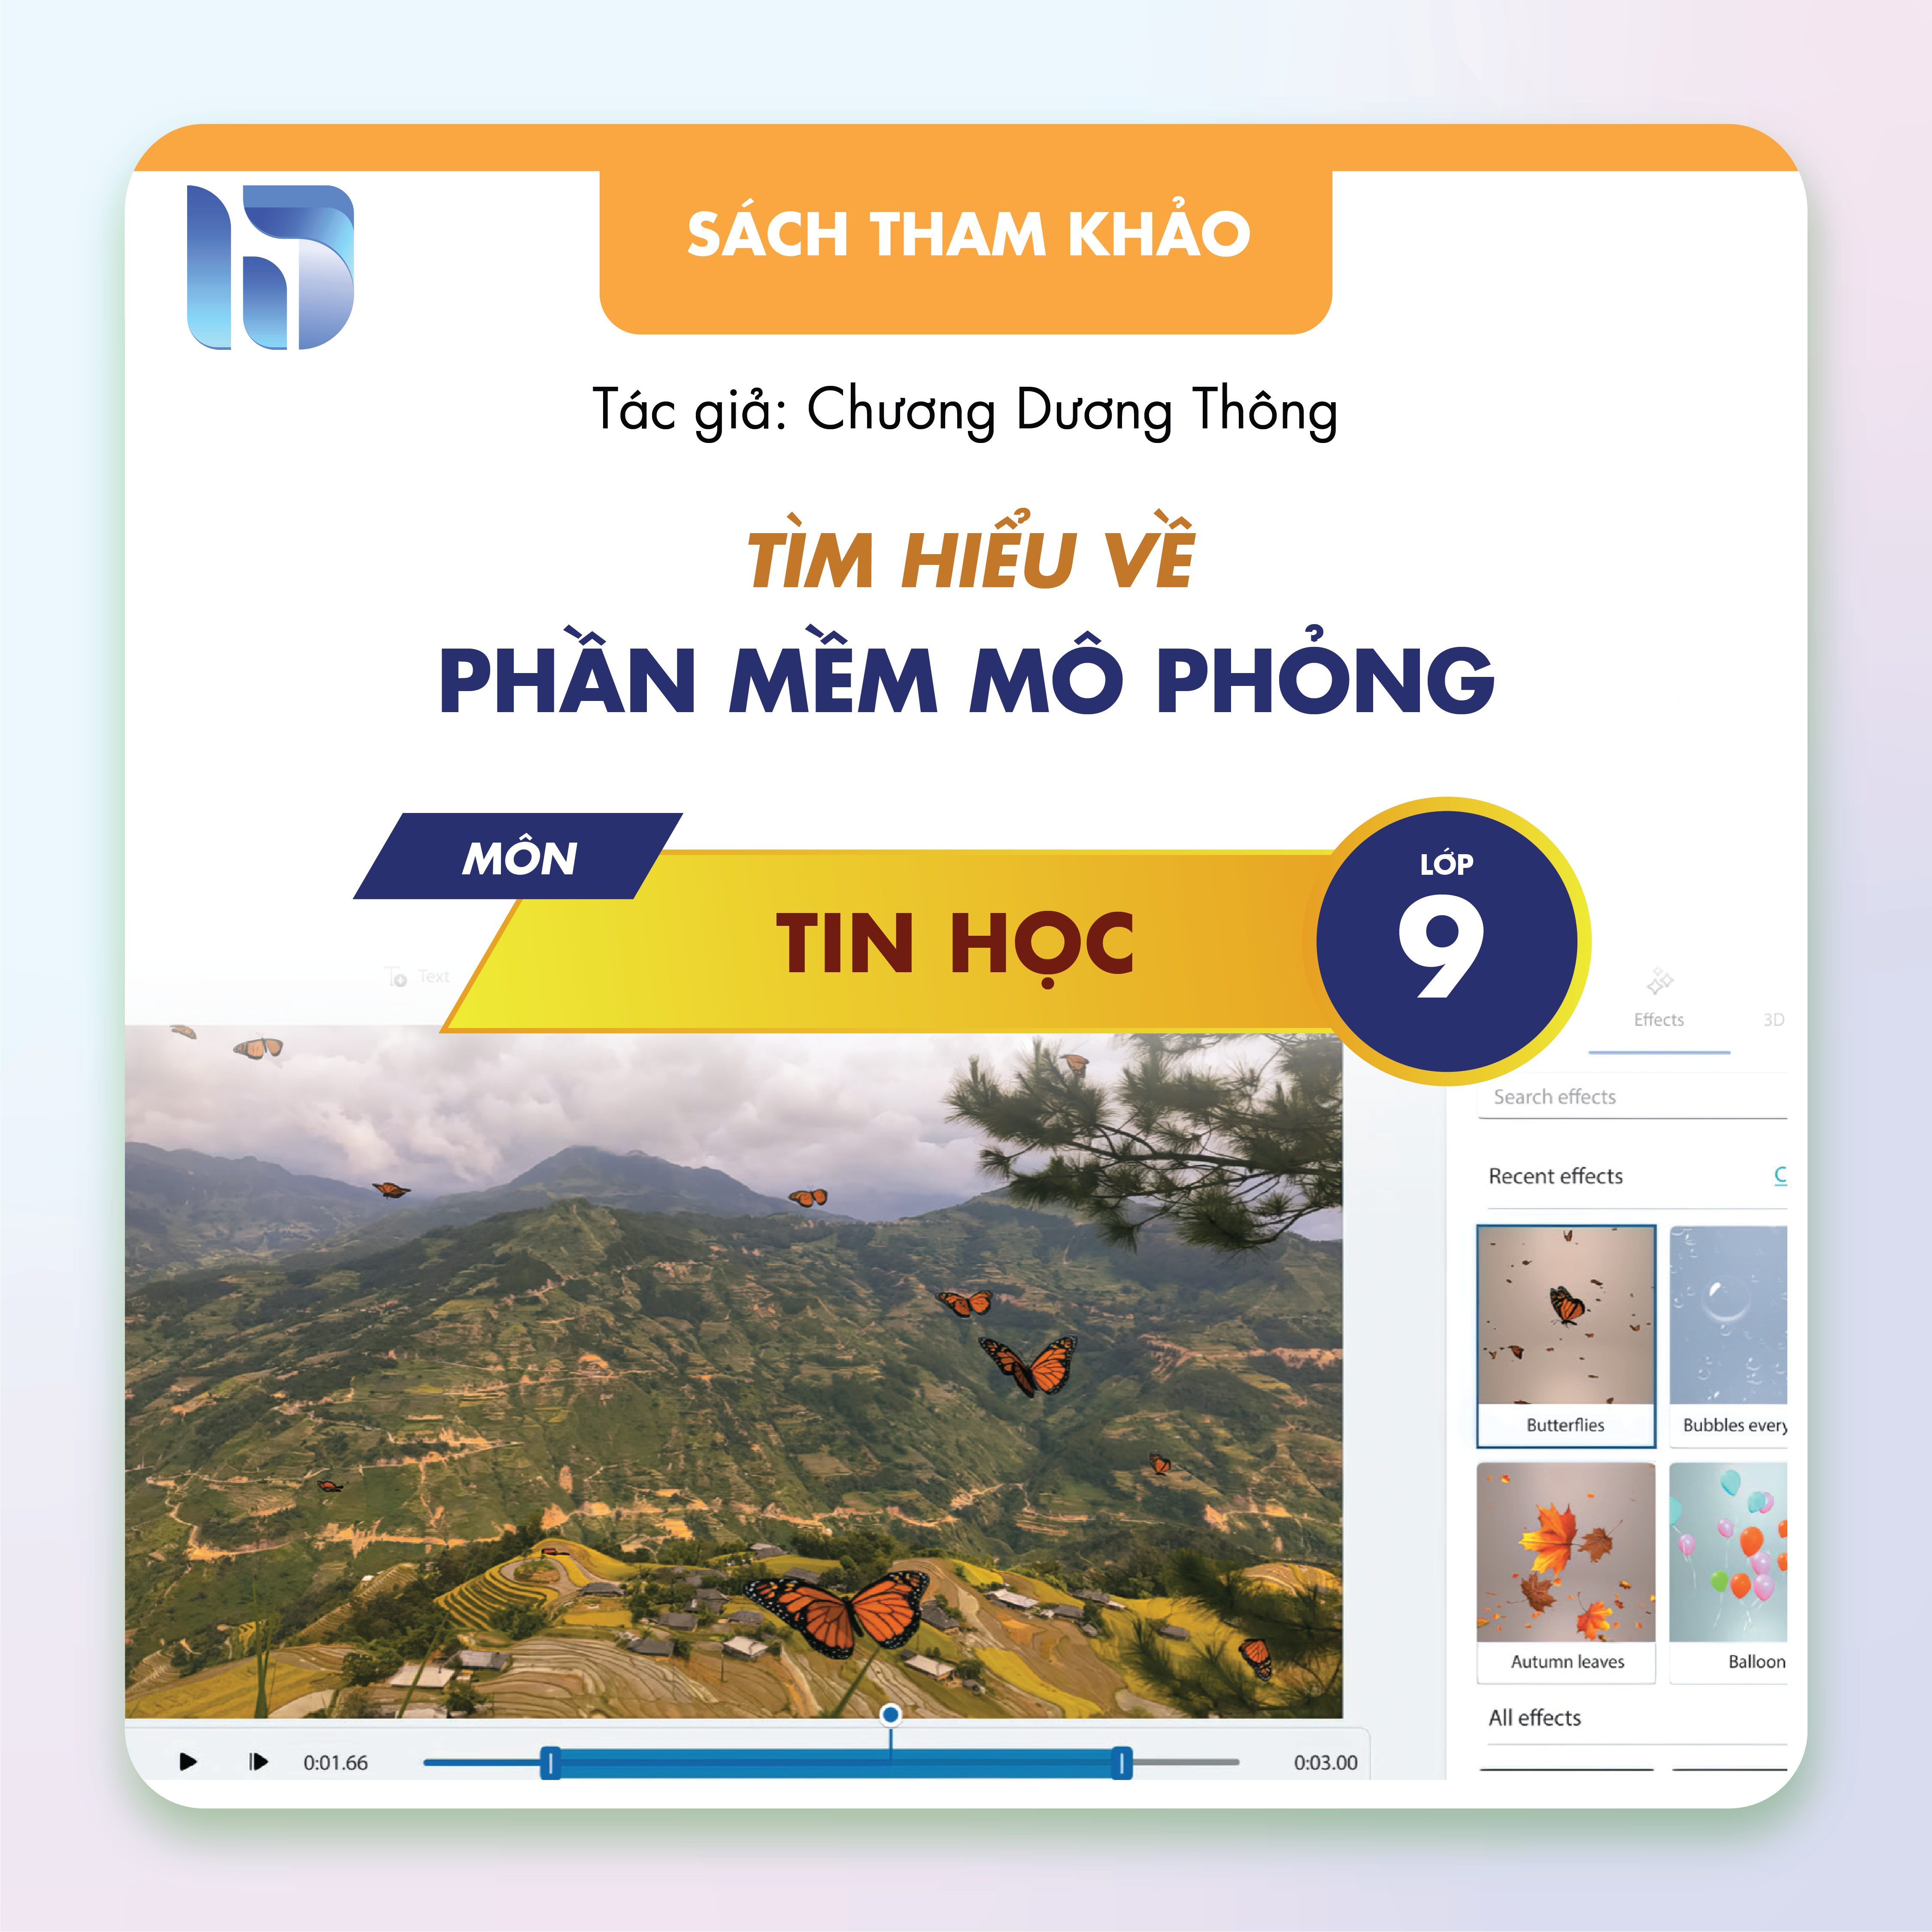 SÁCH THAM KHẢO
Tác giả: Chương Dương Thông
TÌM HIỂU VỀ
PHẦN MỀM MÔ PHỎNG
MÔN
TIN HỌC
LỚP
9
Text
Effects
3D
Search effects
Recent effects
C
Butterflies
Bubbles every
Autumn leaves
Balloon
All effects
0:01.66
0:03.00